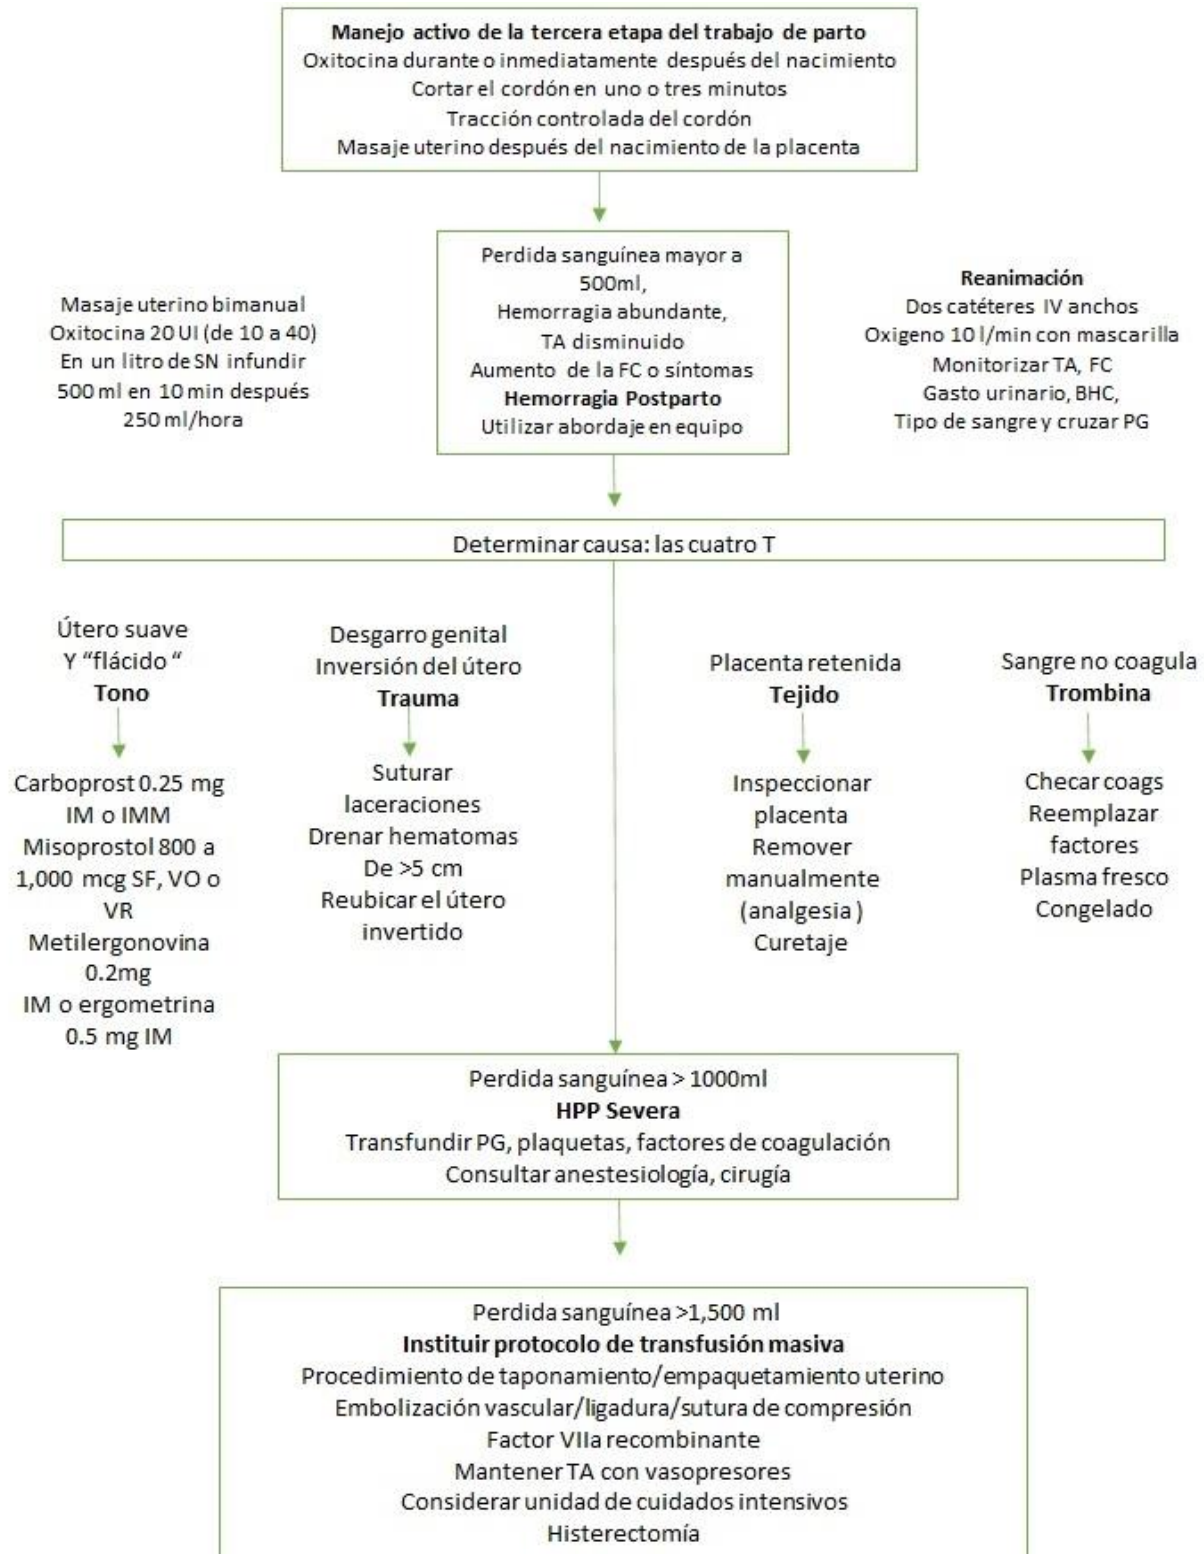 Manejo activo de la tercera etapa del trabajo de parto
Oxitocina durante o inmediatamente después del nacimiento
Cortar el cordón en uno o tres minutos
Tracción controlada del cordón
Masaje uterino después del nacimiento de la placenta
Masaje uterino bimanual
Oxitocina 20 UI (de 10 a 40)
En un litro de SN infundir
500 ml en 10 min después
250 ml/hora
Perdida sanguínea mayor a
500ml,
Hemorragia abundante,
TA disminuido
Aumento de la FC o síntomas
Hemorragia Postparto
Utilizar abordaje en equipo
Reanimación
Dos catéteres IV anchos
Oxigeno 10 l/min con mascarilla
Monitorizar TA, FC
Gasto urinario, BHC,
Tipo de sangre y cruzar PG
Determinar causa: las cuatro T
Útero suave
Y “flácido “
Tono
Carboprost 0.25 mg
IM o IMM
Misoprostol 800 a
1,000 mcg SF, VO o
VR
Metilergonovina
0.2mg
IM o ergometrina
0.5 mg IM
Desgarro genital
Inversión del útero
Trauma
Suturar
laceraciones
Drenar hematomas
De >5 cm
Reubicar el útero
invertido
Placenta retenida
Tejido
Inspeccionar
placenta
Remover
manualmente
(analgesia )
Curetaje
Sangre no coagula
Trombina
Checar coags
Reemplazar
factores
Plasma fresco
Congelado
Perdida sanguínea > 1000ml
HPP Severa
Transfundir PG, plaquetas, factores de coagulación
Consultar anestesiología, cirugía
Perdida sanguínea >1,500 ml
Instituir protocolo de transfusión masiva
Procedimiento de taponamiento/empaquetamiento uterino
Embolización vascular/ligadura/sutura de compresión
Factor VIIa recombinante
Mantener TA con vasopresores
Considerar unidad de cuidados intensivos
Histerectomía